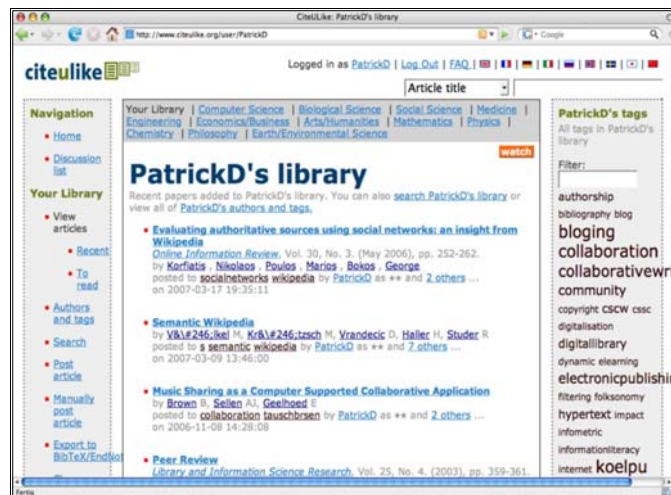 CiteULike: PatrickD's library
http://www.citeulike.org/user/PatrickD
Google
citeulike
Logged in as PatrickD | Log Out | FAQ |
Article title
Navigation
Home
Discussion list
Your Library
View articles
Recent
To read
Authors and tags
Search
Post article
Manually post article
Export to BibTeX/EndNot
Your Library | Computer Science | Biological Science | Social Science | Medicine |
Engineering | Economics/Business | Arts/Humanities | Mathematics | Physics |
Chemistry | Philosophy | Earth/Environmental Science
watch
PatrickD's library
Recent papers added to PatrickD's library. You can also search PatrickD's library or
view all of PatrickD's authors and tags.
Evaluating authoritative sources using social networks: an insight from
Wikipedia
Online Information Review, Vol. 30, No. 3. (May 2006), pp. 252-262.
by Korfiatis , Nikolaos , Poulos , Marios , Bokos , George
posted to socialnetworks wikipedia by PatrickD as ** and 2 others ...
on 2007-03-17 19:35:11
Semantic Wikipedia
by V&\#246;lkel M, Kr&\#246;tzsch M, Vrandecic D, Haller H, Studer R
posted to s semantic wikipedia by PatrickD as ** and 7 others ...
on 2007-03-09 13:46:00
Music Sharing as a Computer Supported Collaborative Application
by Brown B, Sellen AJ, Geelhoed E
posted to collaboration tauschbrsen by PatrickD as ** and 2 others ...
on 2006-11-08 14:28:08
Peer Review
Library and Information Science Research, Vol. 25, No. 4. (2003), pp. 359-361.
PatrickD's tags
All tags in PatrickD's
library
Filter:
authorship
bibliography blog
bloging
collaboration
collaborativewri
community
copyright cscw cssc
digitalisation
digitallibrary
dynamic elearning
electronicpublishin
filtering folksonomy
hypertext impact
infometric
informationliteracy
internet koelpu
Fertig